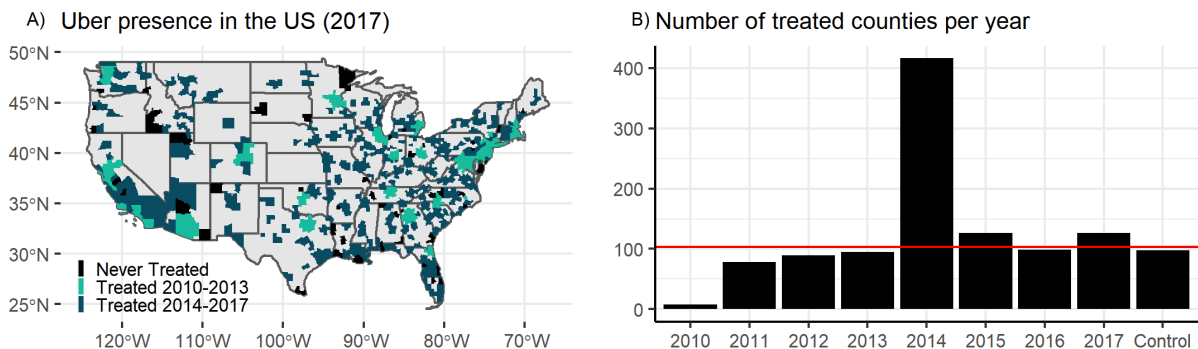 A) Uber presence in the US (2017)
50°N
45°N
40°N
35°N
30°N
25°N
Never Treated
Treated 2010-2013
Treated 2014-2017
120°W 110°W 100°W 90°W 80°W 70°W
B) Number of treated counties per year
400
300
200
100
0
2010 2011 2012 2013 2014 2015 2016 2017 Control